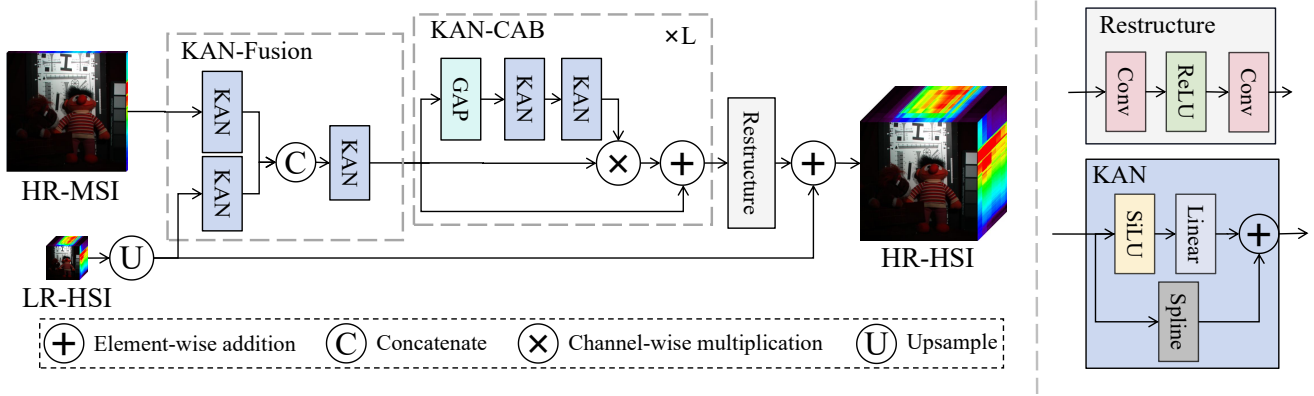 KAN-Fusion
KAN-CAB
×L
Restructure
Conv
ReLU
Conv
HR-MSI
KAN
KAN
C
KAN
GAP
KAN
KAN
×
+
Restructure
+
HR-HSI
LR-HSI
U
KAN
SiLU
Linear
+
Spline
+ Element-wise addition
C Concatenate
× Channel-wise multiplication
U Upsample